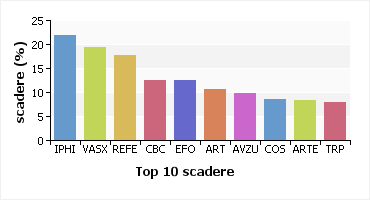 25
20
15
10
5
0
scadere (%)
IPHI VASX REFE CBC EFO ART AVZU COS ARTE TRP
Top 10 scadere